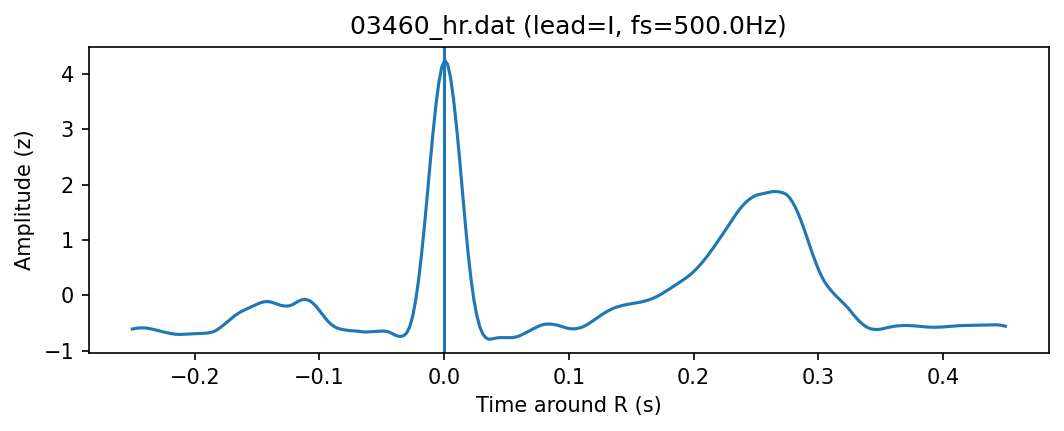 03460_hr.dat (lead=I, fs=500.0Hz)
Amplitude (z)
4
3
2
1
0
−1
−0.2 −0.1 0.0 0.1 0.2 0.3 0.4
Time around R (s)